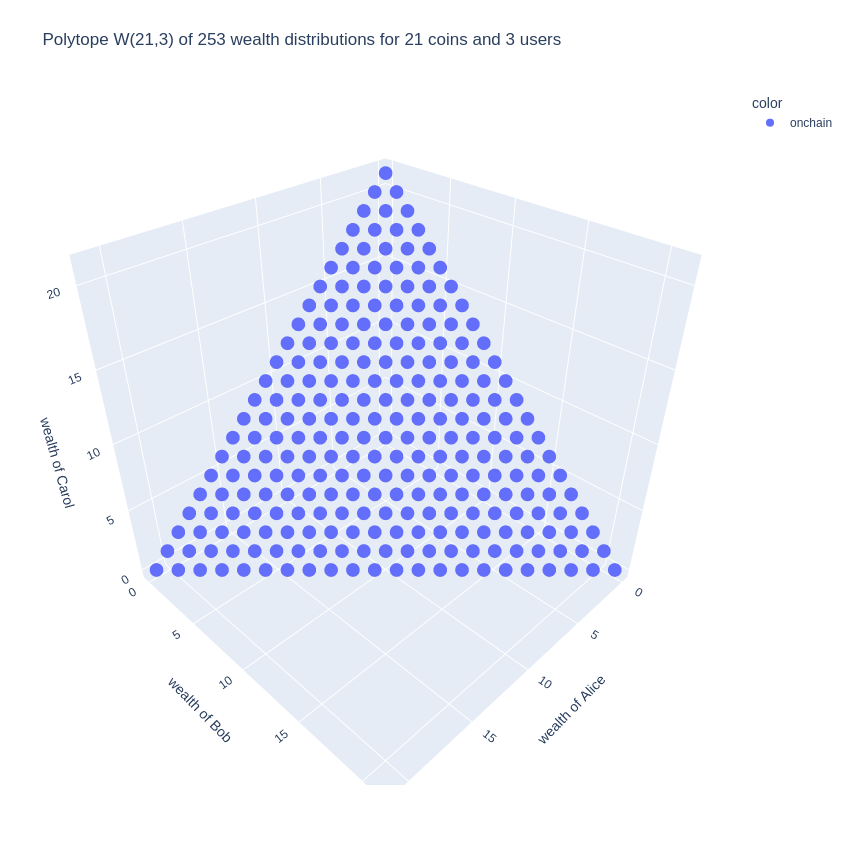 Polytope W(21,3) of 253 wealth distributions for 21 coins and 3 users
color
onchain
20
15
10
5
0
wealth of Carol
0
5
10
15
wealth of Bob
0
5
10
15
wealth of Alice